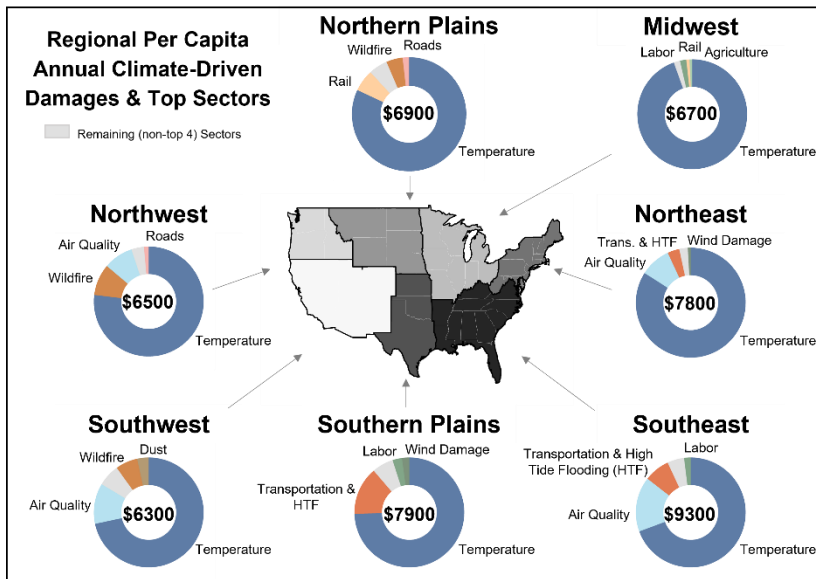 Regional Per Capita
Annual Climate-Driven
Damages & Top Sectors
Remaining (non-top 4) Sectors
Northern Plains
Wildfire
Roads
Rail
$6900
Temperature
Midwest
Labor
Rail
Agriculture
$6700
Temperature
Northwest
Air Quality
Roads
Wildfire
$6500
Temperature
Northeast
Trans. & HTF
Wind Damage
Air Quality
$7800
Temperature
Southwest
Wildfire
Dust
Air Quality
$6300
Temperature
Southern Plains
Labor
Wind Damage
Transportation &
HTF
$7900
Temperature
Southeast
Transportation & High
Tide Flooding (HTF)
Labor
Air Quality
$9300
Temperature